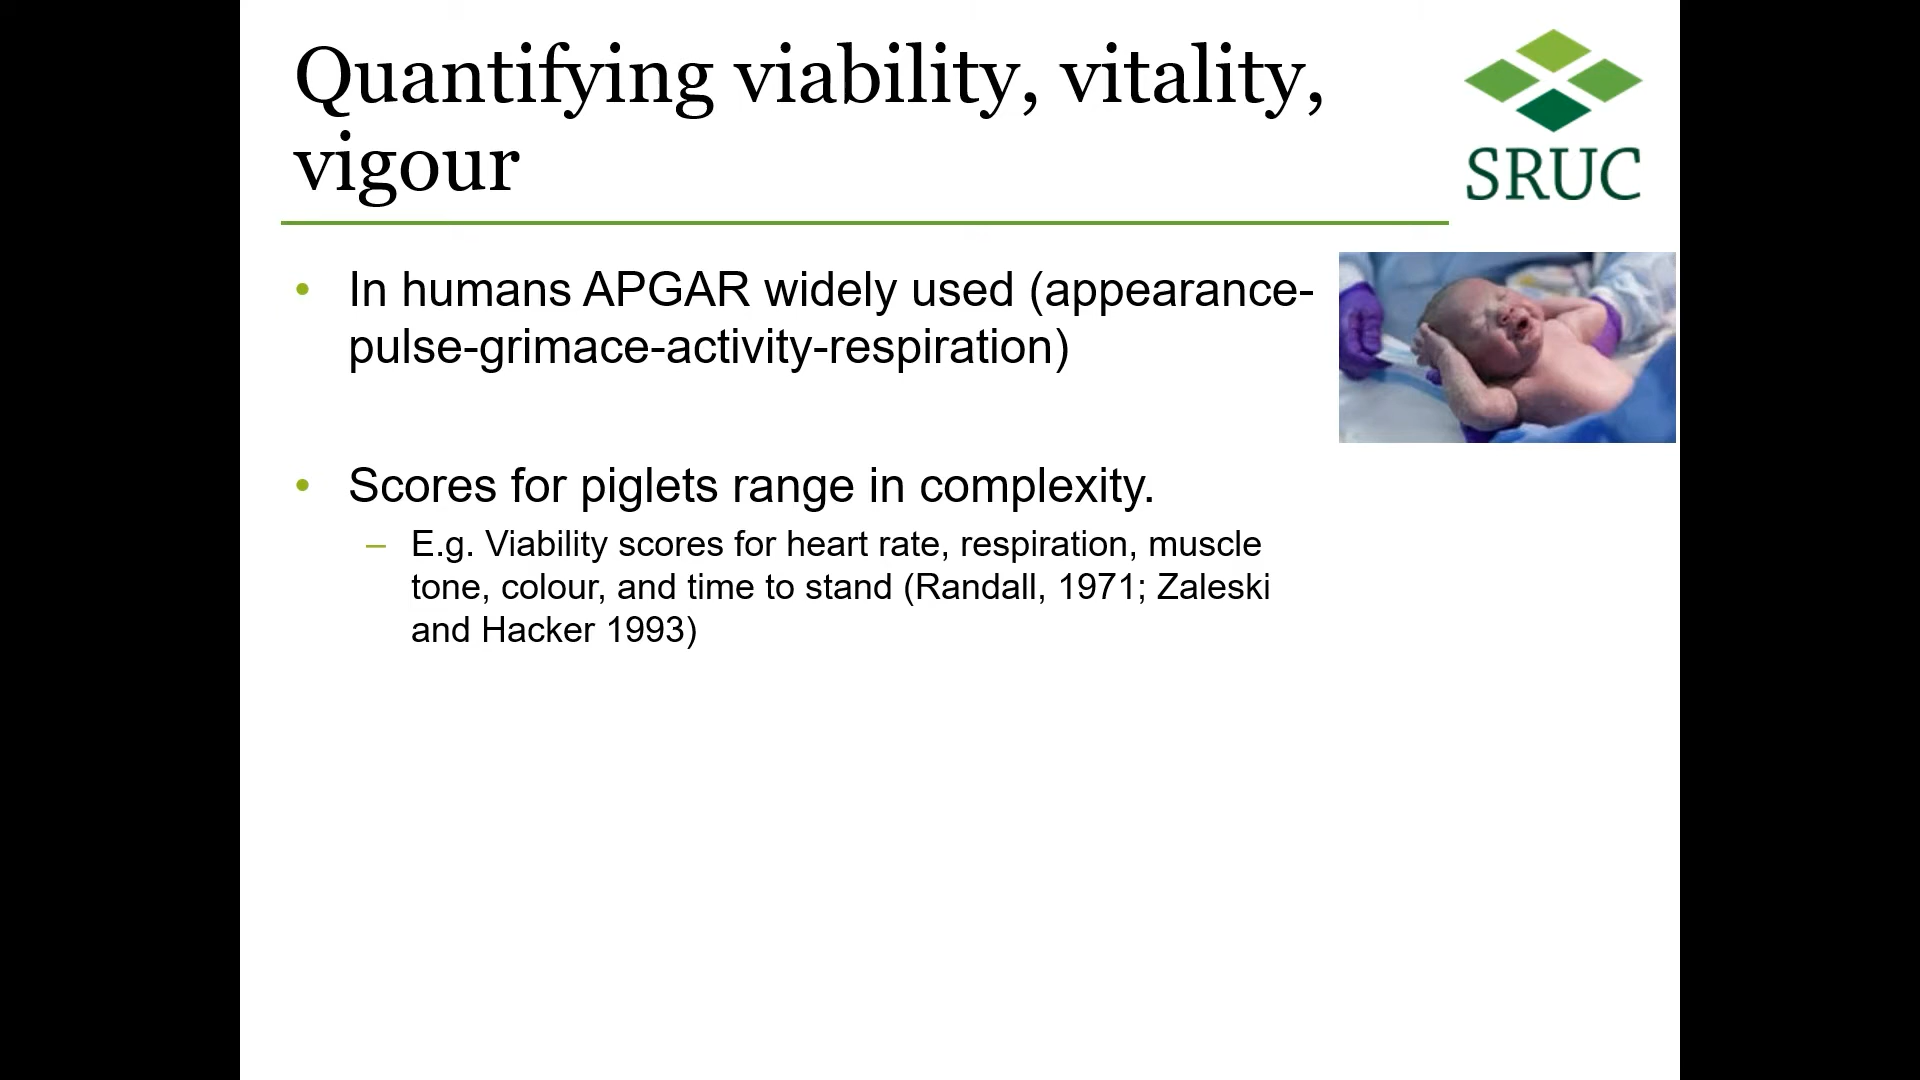 Quantifying viability, vitality,
vigour
SRUC
• In humans APGAR widely used (appearance-
pulse-grimace-activity-respiration)
• Scores for piglets range in complexity.
– E.g. Viability scores for heart rate, respiration, muscle
tone, colour, and time to stand (Randall, 1971; Zaleski
and Hacker 1993)